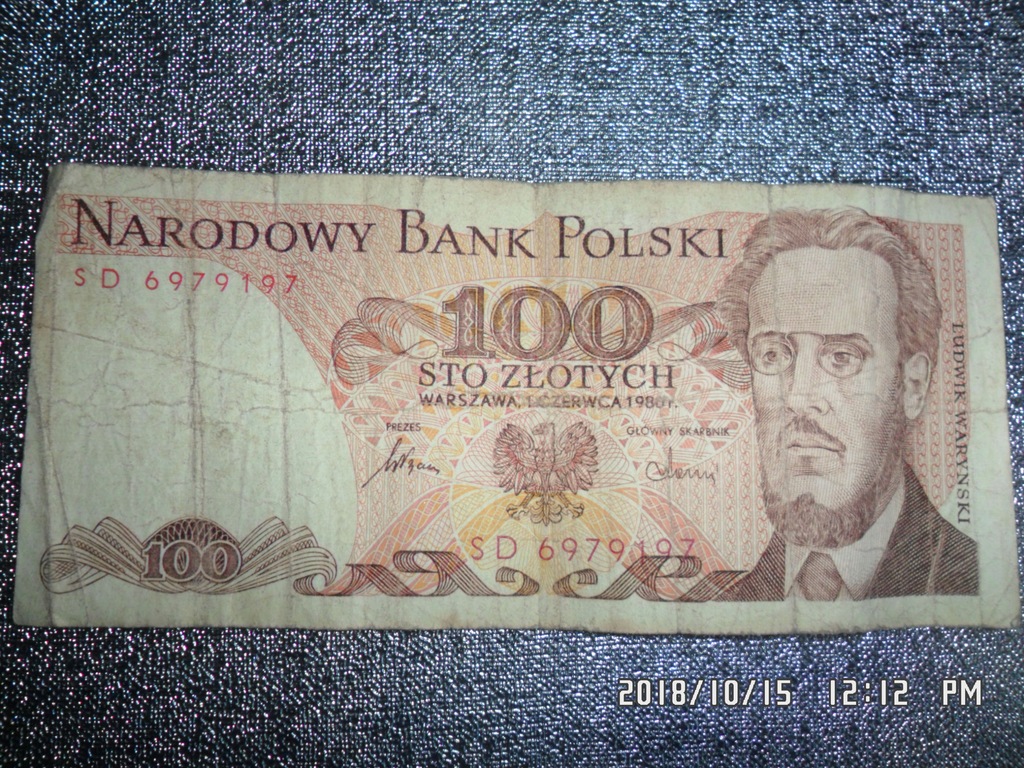 NARODOWY BANK POLSKI
SD 6979197
100
STO ZŁOTYCH
WARSZAWA, 1 CZERWCA 1986 r.
PREZES
GŁÓWNY SKARBNIK
LUDWIK WARYŃSKI
SD 6979197
100
2018/10/15 12:12 PM